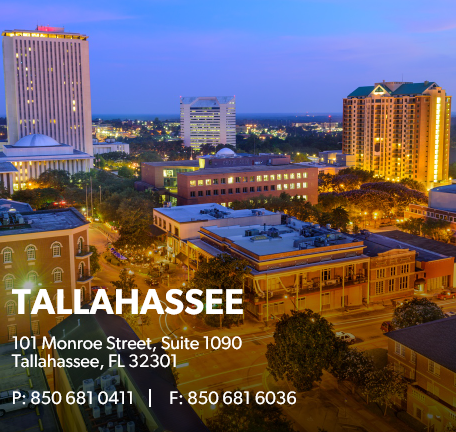 TALLAHASSEE
101 Monroe Street, Suite 1090
Tallahassee, FL 32301
P: 850 681 0411 | F: 850 681 6036